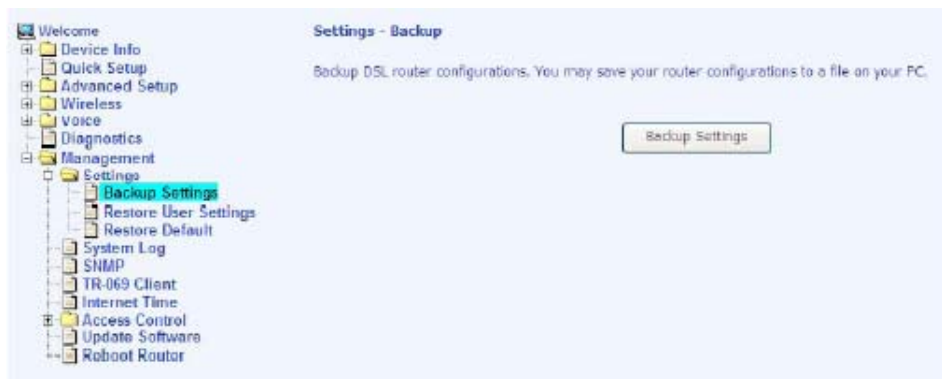 Welcome
Device Info
Quick Setup
Advanced Setup
Wireless
Voice
Diagnostics
Management
Settings
Backup Settings
Restore User Settings
Restore Default
System Log
SNMP
TR-069 Client
Internet Time
Access Control
Update Software
Reboot Router
Settings - Backup
Backup DSL router configurations. You may save your router configurations to a file on your PC.
Backup Settings